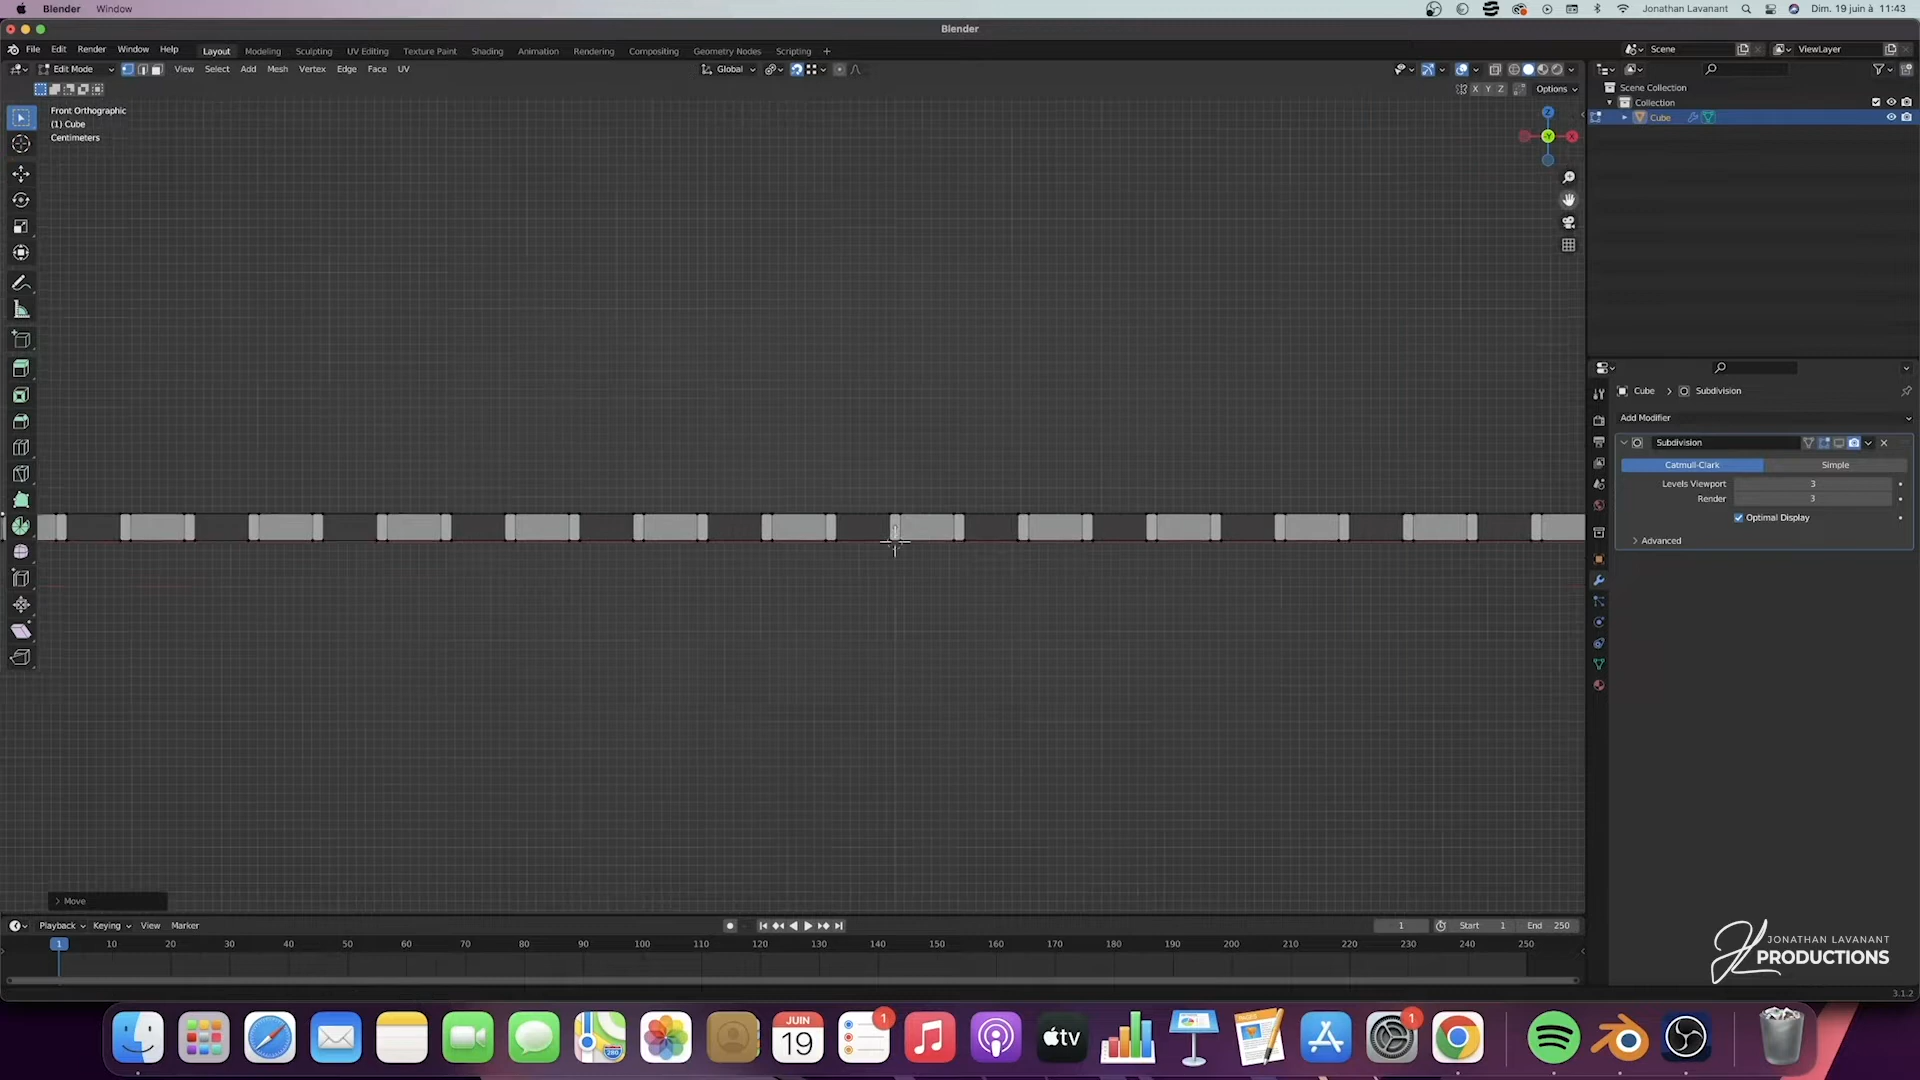 Blender Window
Jonathan Lavanant Dim. 19 juin à 11:43
Blender
File Edit Render Window Help
Layout Modeling Sculpting UV Editing Texture Paint Shading Animation Rendering Compositing Geometry Nodes Scripting +
Scene ViewLayer
Edit Mode View Select Add Mesh Vertex Edge Face UV
Global
X Y Z Options
Front Orthographic
(1) Cube
Centimeters
Z
Y
X
Scene Collection
Collection
Cube
Cube > Subdivision
Add Modifier
Subdivision
Catmull-Clark Simple
Levels Viewport 3
Render 3
Optimal Display
Advanced
Move
Playback Keying View Marker
1 Start 1 End 250
1 10 20 30 40 50 60 70 80 90 100 110 120 130 140 150 160 170 180 190 200 210 220 230 240 250
JONATHAN LAVANANT
PRODUCTIONS
3.1.2
JUIN
19
1
tv
PAGES
1
280